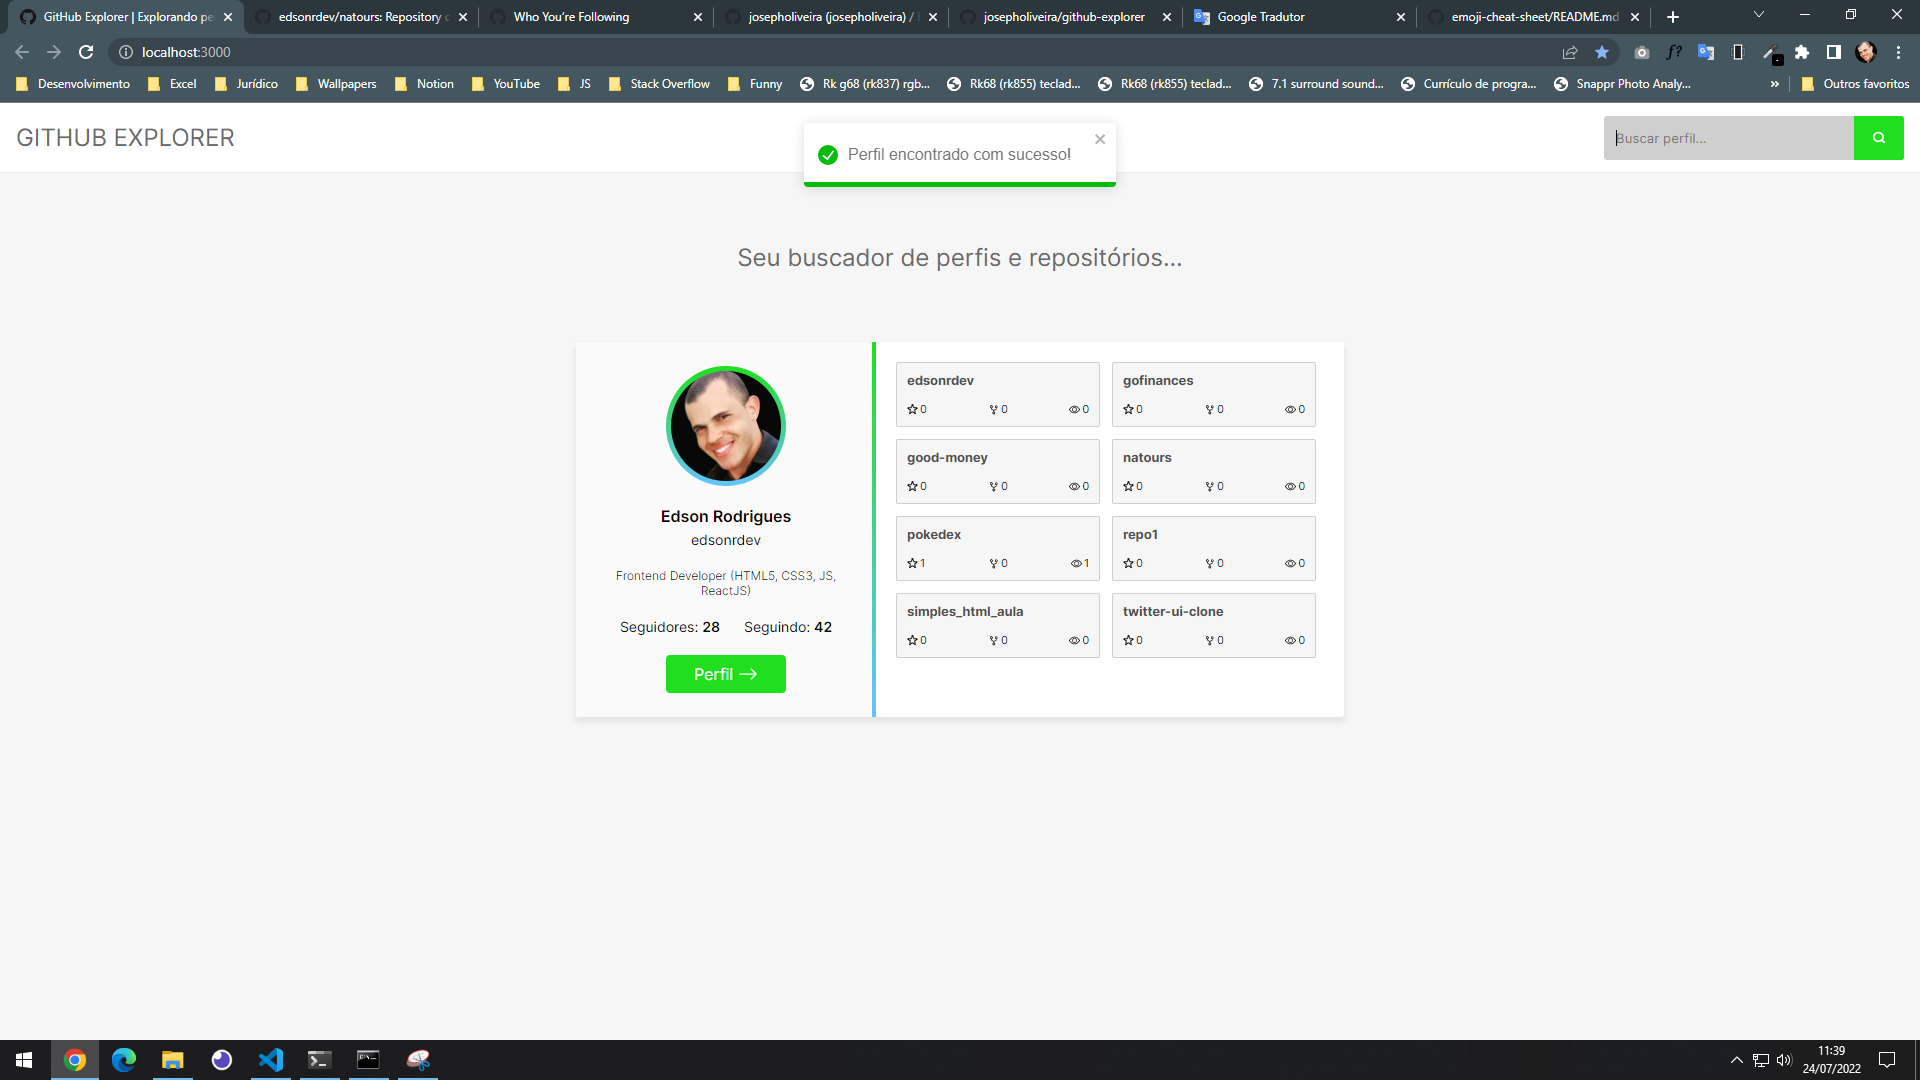 GitHub Explorer | Explorando pe
edsonrdev/natours: Repository c
Who You're Following
josepholiveira (josepholiveira) /
josepholiveira/github-explorer
Google Tradutor
emoji-cheat-sheet/README.md
localhost:3000
Desenvolvimento
Excel
Jurídico
Wallpapers
Notion
YouTube
JS
Stack Overflow
Funny
Rk g68 (rk837) rgb...
Rk68 (rk855) teclad...
Rk68 (rk855) teclad...
7.1 surround sound...
Currículo de progra...
Snappr Photo Analy...
»
Outros favoritos
GITHUB EXPLORER
Perfil encontrado com sucesso!
Buscar perfil...
Seu buscador de perfis e repositórios...
Edson Rodrigues
edsonrdev
Frontend Developer (HTML5, CSS3, JS,
ReactJS)
Seguidores: 28 Seguindo: 42
Perfil
edsonrdev
0 0 0
gofinances
0 0 0
good-money
0 0 0
natours
0 0 0
pokedex
1 0 1
repo1
0 0 0
simples_html_aula
0 0 0
twitter-ui-clone
0 0 0
11:39
24/07/2022